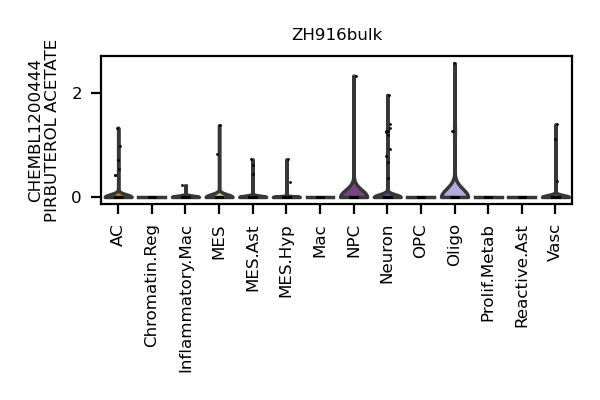 ZH916bulk
CHEMBL1200444
PIRBUTEROL ACETATE
2
0
AC
Chromatin.Reg
Inflammatory.Mac
MES
MES.Ast
MES.Hyp
Mac
NPC
Neuron
OPC
Oligo
Prolif.Metab
Reactive.Ast
Vasc